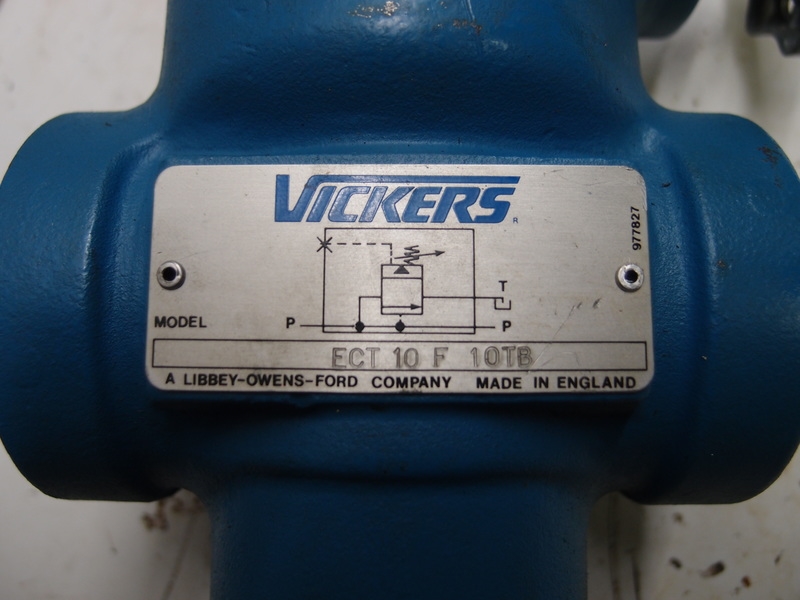 VICKERS R
977827
T
P P
MODEL
ECT 10 F 10TB
A LIBBEY-OWENS-FORD COMPANY MADE IN ENGLAND